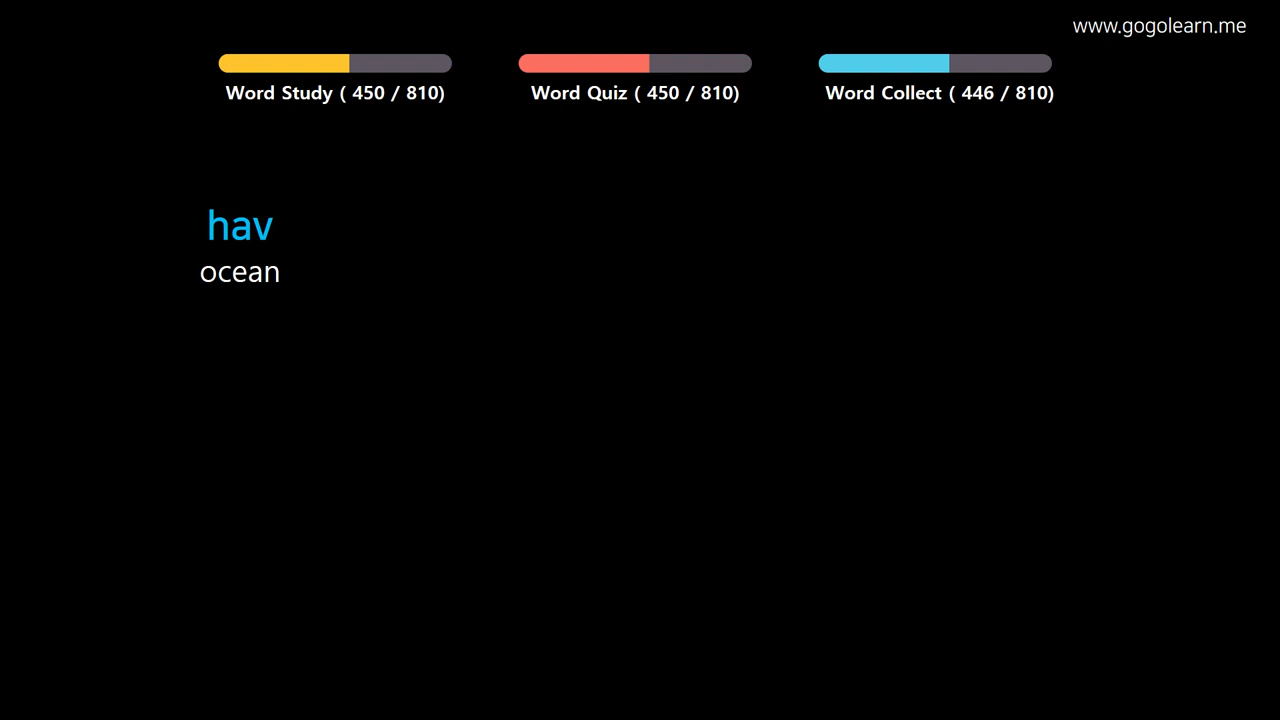 www.gogolearn.me
Word Study ( 450 / 810)
Word Quiz ( 450 / 810)
Word Collect ( 446 / 810)
hav
ocean